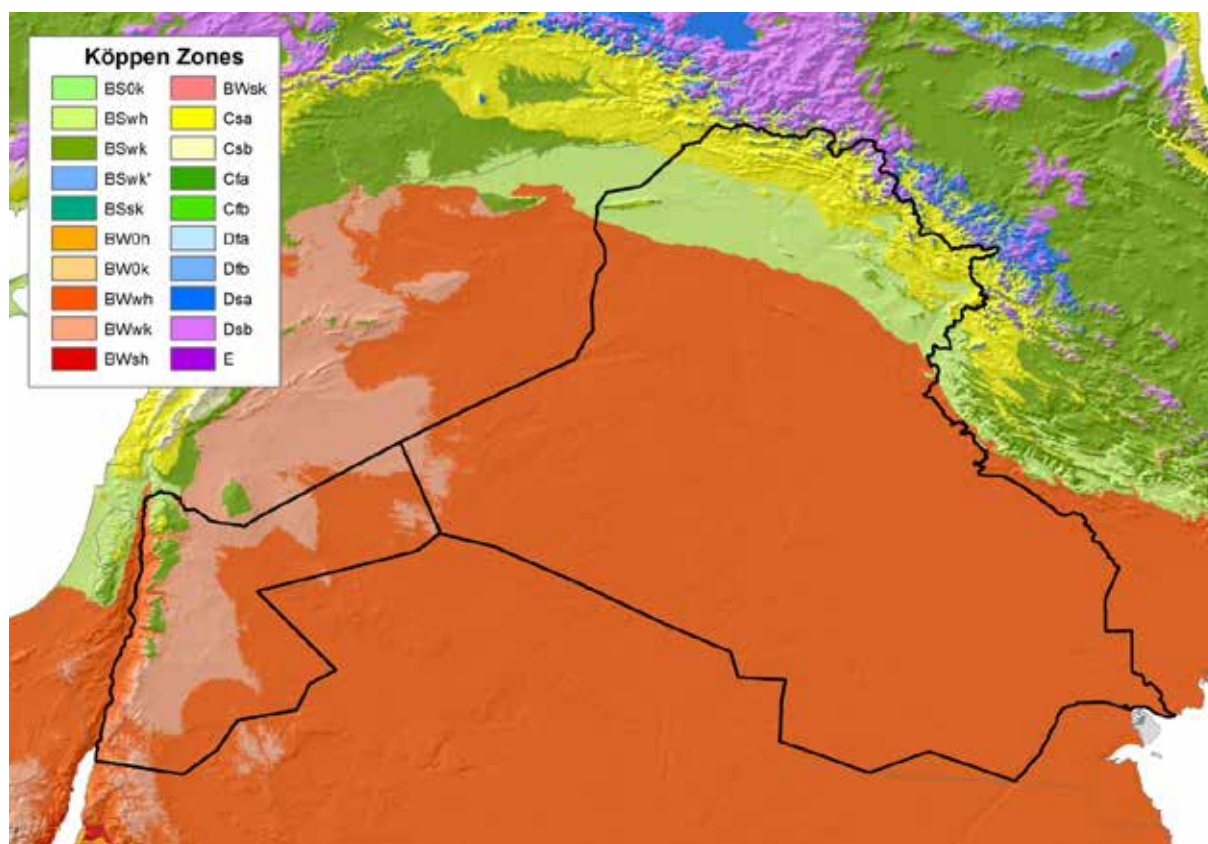 Köppen Zones
BS0k
BSwh
BSwk
BSwk'
BSsk
BW0h
BW0k
BWwh
BWwk
BWsh
BWsk
Csa
Csb
Cfa
Cfb
Dfa
Dfb
Dsa
Dsb
E